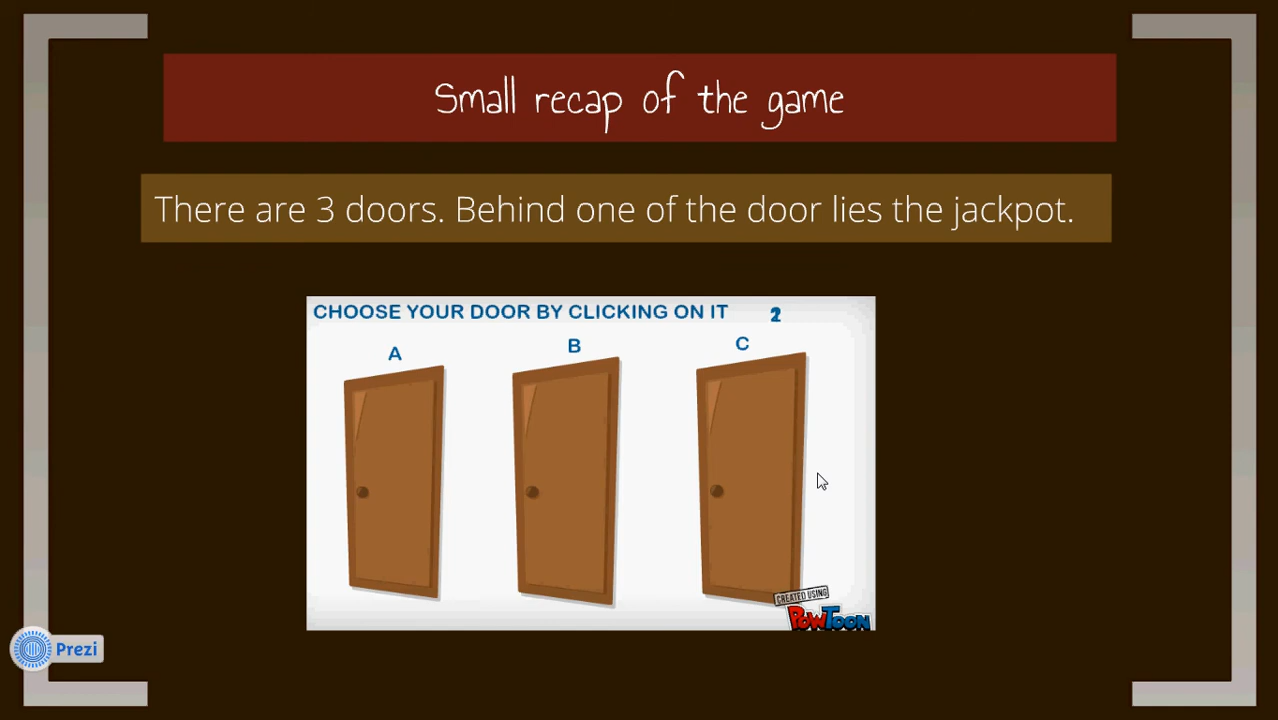 Small recap of the game
There are 3 doors. Behind one of the door lies the jackpot.
CHOOSE YOUR DOOR BY CLICKING ON IT 2
A B C
CREATED USING
POWTOON
Prezi